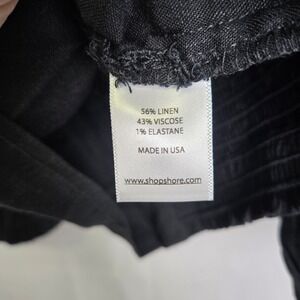 56% LINEN
43% VISCOSE
1% ELASTANE
MADE IN USA
www.shopshore.com